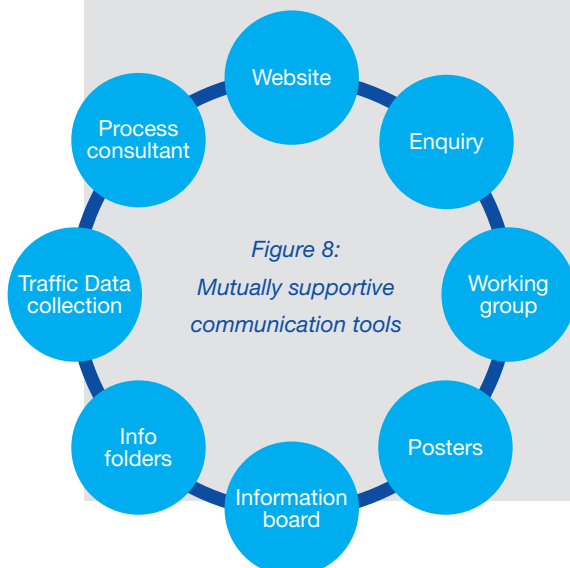 Website
Enquiry
Working
group
Posters
Information
board
Info
folders
Traffic Data
collection
Process
consultant
Figure 8:
Mutually supportive
communication tools